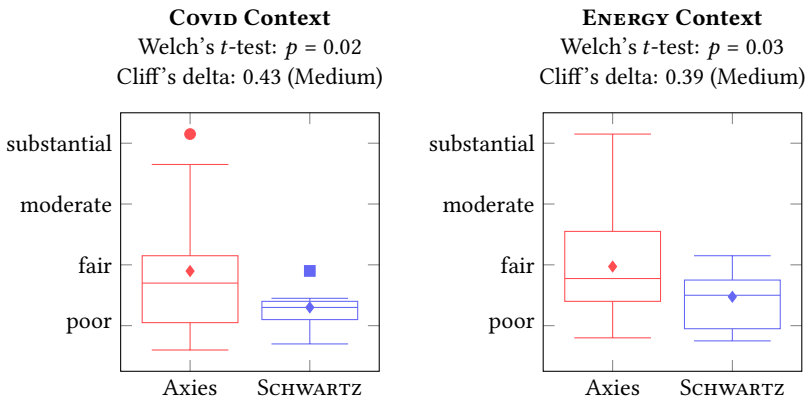 COVID Context
Welch's t-test: p = 0.02
Cliff's delta: 0.43 (Medium)
substantial
moderate
fair
poor
Axies
SCHWARTZ
ENERGY Context
Welch's t-test: p = 0.03
Cliff's delta: 0.39 (Medium)
substantial
moderate
fair
poor
Axies
SCHWARTZ